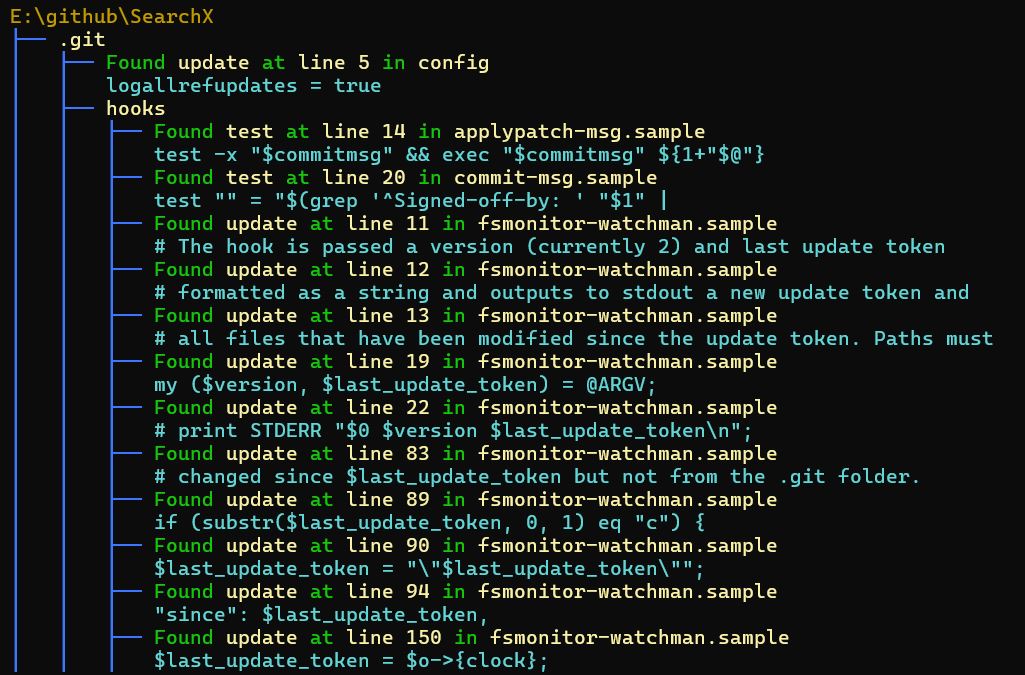 E:\github\SearchX
.git
Found update at line 5 in config
logallrefupdates = true
hooks
Found test at line 14 in applypatch-msg.sample
test -x "$commitmsg" && exec "$commitmsg" ${1+"$@"}
Found test at line 20 in commit-msg.sample
test "" = "$(grep '^Signed-off-by: ' "$1" |
Found update at line 11 in fsmonitor-watchman.sample
# The hook is passed a version (currently 2) and last update token
Found update at line 12 in fsmonitor-watchman.sample
# formatted as a string and outputs to stdout a new update token and
Found update at line 13 in fsmonitor-watchman.sample
# all files that have been modified since the update token. Paths must
Found update at line 19 in fsmonitor-watchman.sample
my ($version, $last_update_token) = @ARGV;
Found update at line 22 in fsmonitor-watchman.sample
# print STDERR "$0 $version $last_update_token\n";
Found update at line 83 in fsmonitor-watchman.sample
# changed since $last_update_token but not from the .git folder.
Found update at line 89 in fsmonitor-watchman.sample
if (substr($last_update_token, 0, 1) eq "c") {
Found update at line 90 in fsmonitor-watchman.sample
$last_update_token = "\"$last_update_token\"";
Found update at line 94 in fsmonitor-watchman.sample
"since": $last_update_token,
Found update at line 150 in fsmonitor-watchman.sample
$last_update_token = $o->{clock};